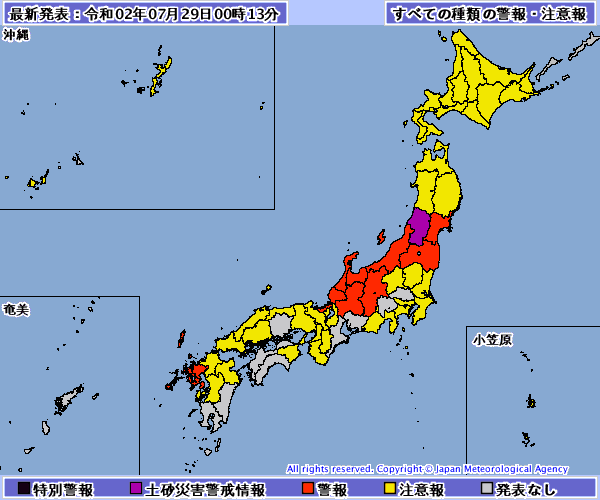 最新発表：令和02年07月29日00時13分
すべての種類の警報・注意報
沖縄
奄美
小笠原
All rights reserved. Copyright © Japan Meteorological Agency
特別警報 土砂災害警戒情報 警報 注意報 発表なし